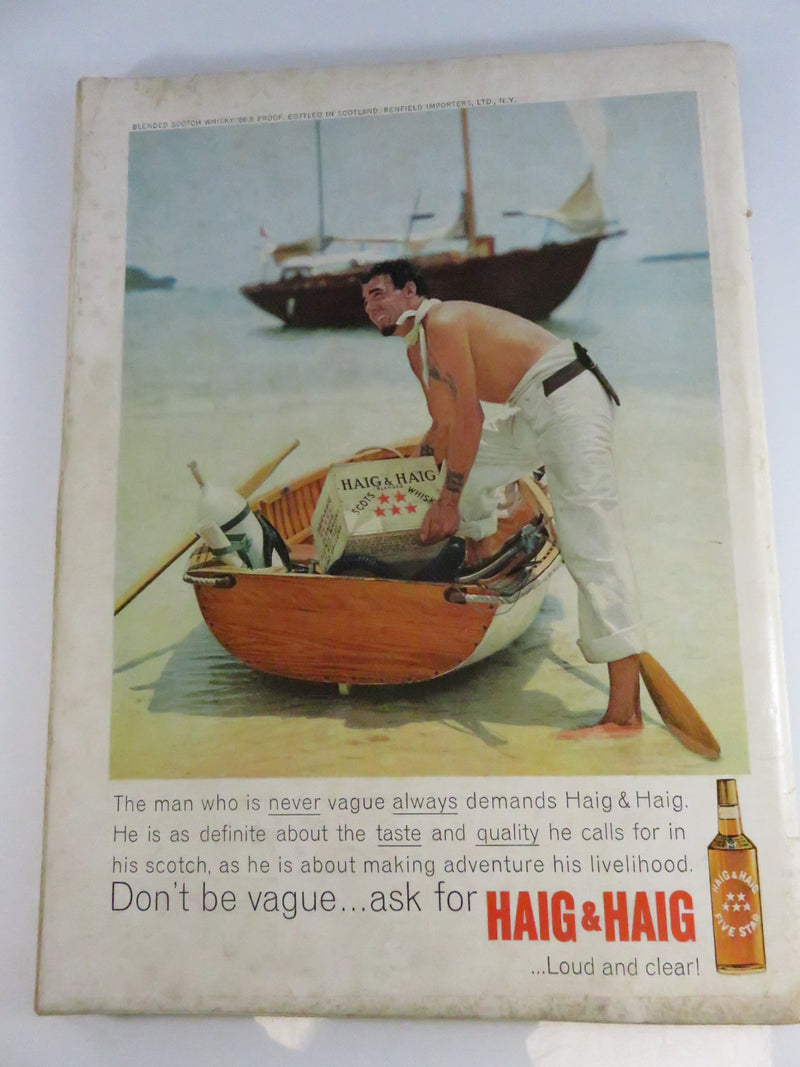 BLENDED SCOTCH WHISKY, 86.8 PROOF. BOTTLED IN SCOTLAND. RENFIELD IMPORTERS, LTD., N.Y.
HAIG & HAIG
BLENDED
SCOTS WHISKY
The man who is never vague always demands Haig & Haig.
He is as definite about the taste and quality he calls for in
his scotch, as he is about making adventure his livelihood.
Don't be vague...ask for HAIG & HAIG
...Loud and clear!
HAIG & HAIG
FIVE STAR